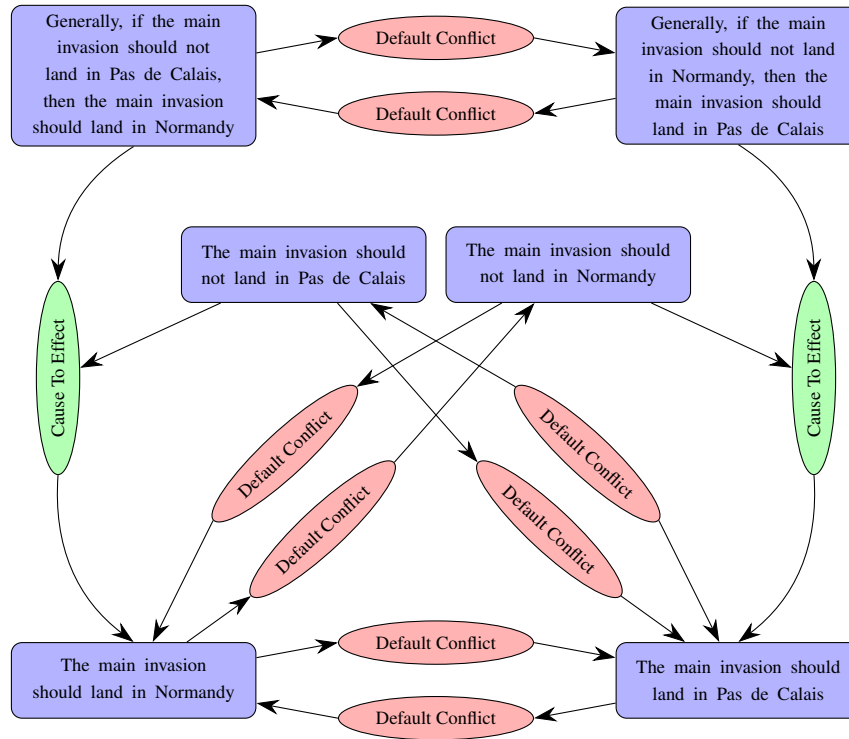 Generally, if the main
invasion should not
land in Pas de Calais,
then the main invasion
should land in Normandy
Default Conflict
Default Conflict
Generally, if the main
invasion should not land
in Normandy, then the
main invasion should
land in Pas de Calais
The main invasion should
not land in Pas de Calais
The main invasion should
not land in Normandy
Cause To Effect
Default Conflict
Default Conflict
Default Conflict
Default Conflict
Cause To Effect
The main invasion
should land in Normandy
Default Conflict
Default Conflict
The main invasion should
land in Pas de Calais